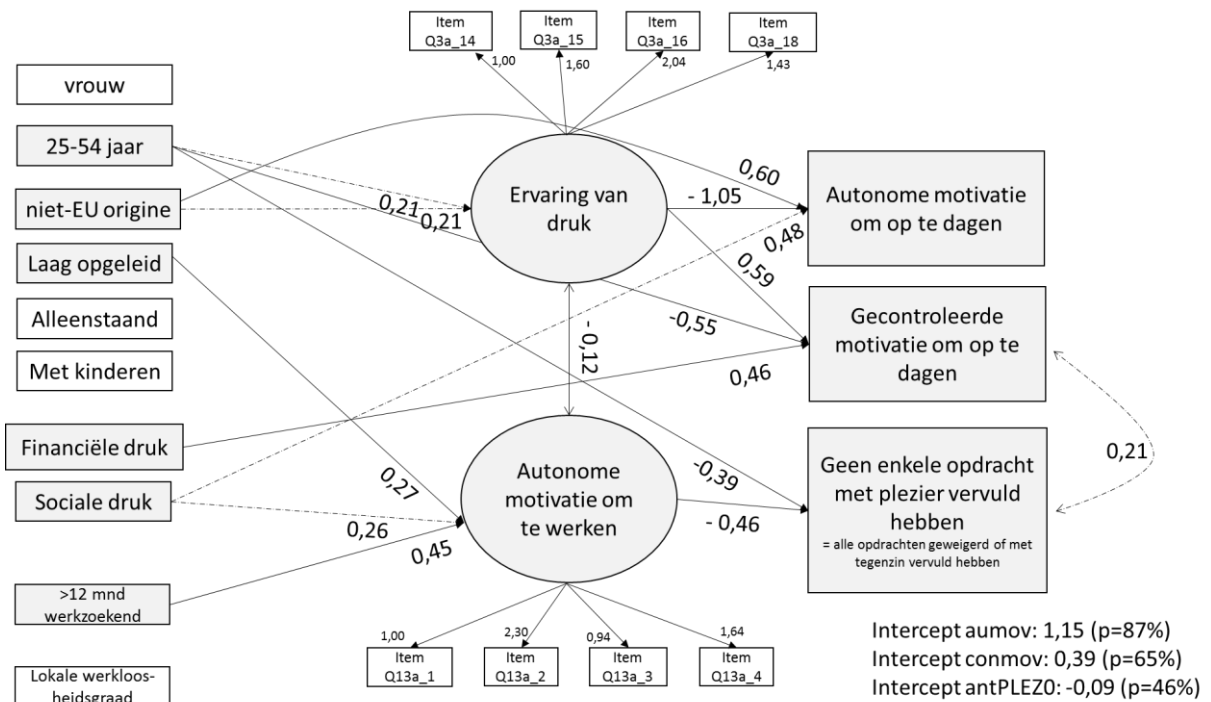 Item
Q3a_14
Item
Q3a_15
Item
Q3a_16
Item
Q3a_18
1,00
1,60
2,04
1,43
vrouw
25-54 jaar
niet-EU origine
Laag opgeleid
Alleenstaand
Met kinderen
Financiële druk
Sociale druk
>12 mnd
werkzoekend
Lokale werkloos-
heidsgraad
Ervaring van
druk
0,21
0,21
0,60
- 1,05
0,48
0,59
-0,55
- 0,12
0,46
Autonome motivatie
om op te dagen
Gecontroleerde
motivatie om op te
dagen
Geen enkele opdracht
met plezier vervuld
hebben
= alle opdrachten geweigerd of met
tegenzin vervuld hebben
0,21
Autonome
motivatie om
te werken
0,27
0,26
0,45
-0,39
- 0,46
1,00
2,30
0,94
1,64
Item
Q13a_1
Item
Q13a_2
Item
Q13a_3
Item
Q13a_4
Intercept aumov: 1,15 (p=87%)
Intercept conmov: 0,39 (p=65%)
Intercept antPLEZ0: -0,09 (p=46%)